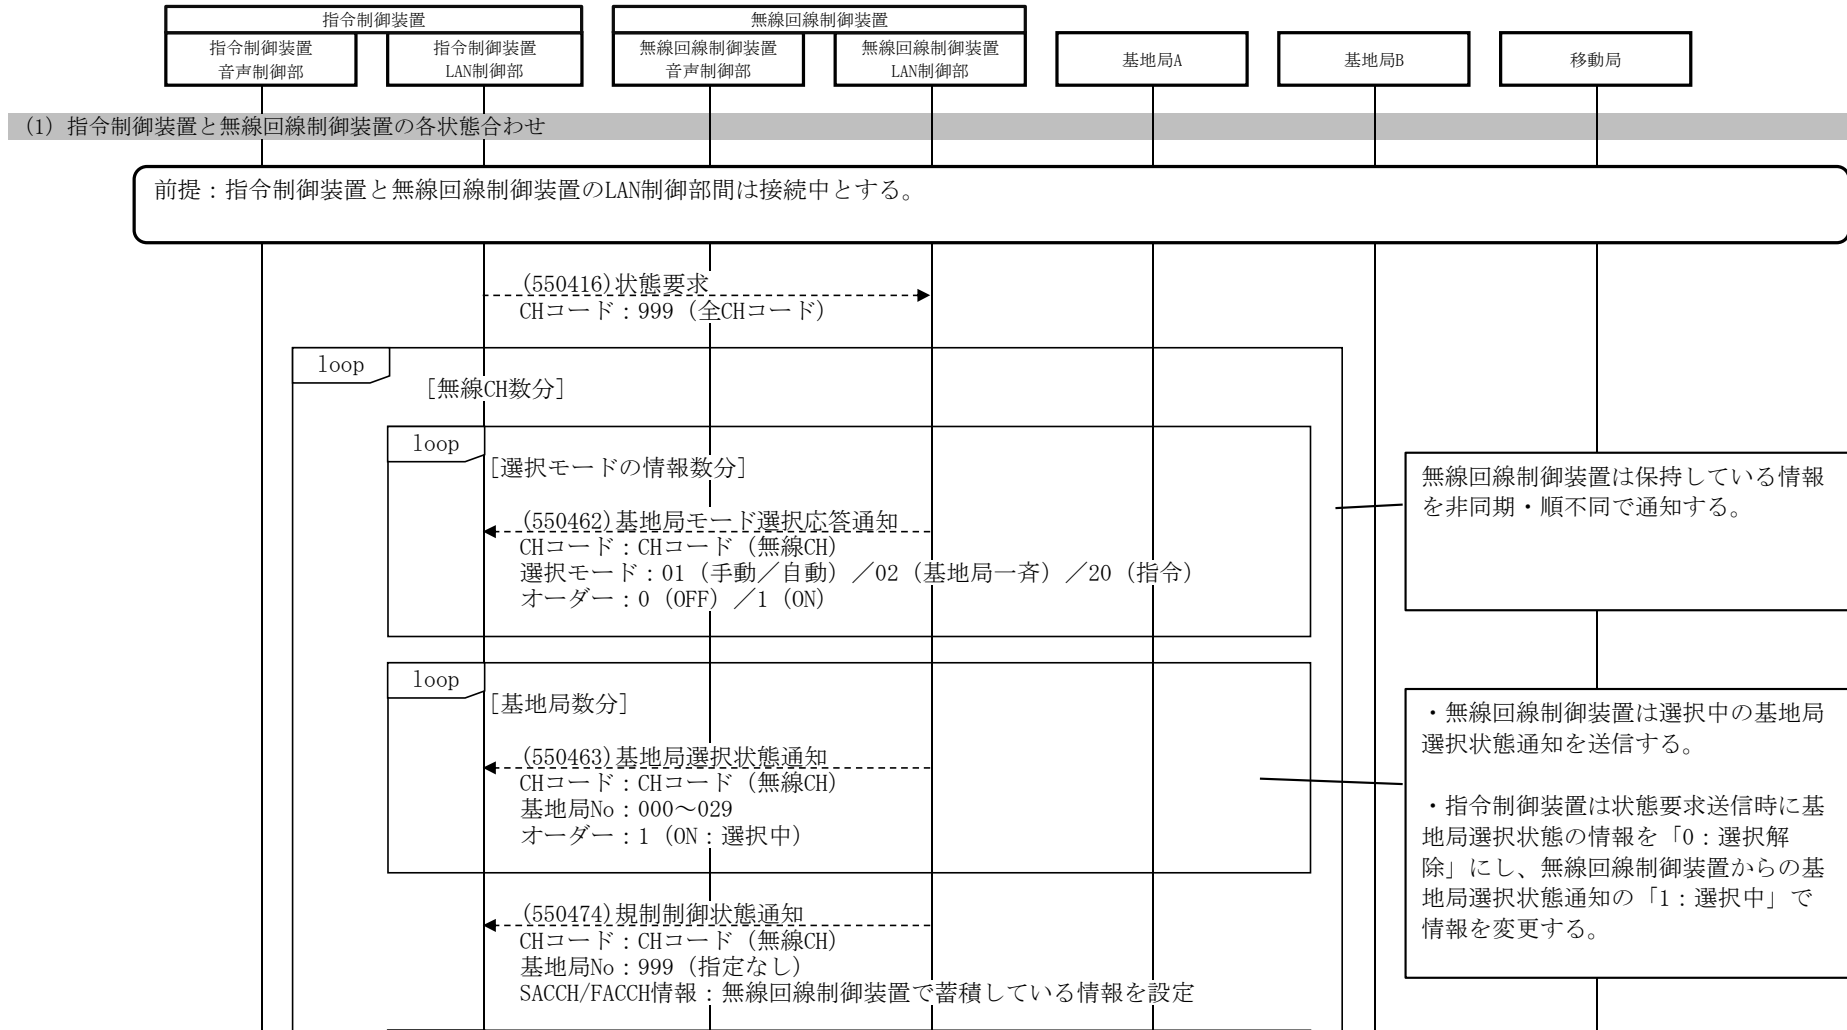 指令制御装置
無線回線制御装置
指令制御装置
音声制御部
指令制御装置
LAN制御部
無線回線制御装置
音声制御部
無線回線制御装置
LAN制御部
基地局A
基地局B
移動局
(1) 指令制御装置と無線回線制御装置の各状態合わせ
前提：指令制御装置と無線回線制御装置のLAN制御部間は接続中とする。
(550416)状態要求
CHコード：999（全CHコード）
loop
[無線CH数分]
loop
[選択モードの情報数分]
(550462)基地局モード選択応答通知
CHコード：CHコード（無線CH）
選択モード：01（手動／自動）／02（基地局一斉）／20（指令）
オーダー：0（OFF）／1（ON）
無線回線制御装置は保持している情報
を非同期・順不同で通知する。
loop
[基地局数分]
(550463)基地局選択状態通知
CHコード：CHコード（無線CH）
基地局No：000～029
オーダー：1（ON：選択中）
・無線回線制御装置は選択中の基地局
選択状態通知を送信する。
・指令制御装置は状態要求送信時に基
地局選択状態の情報を「0：選択解
除」にし、無線回線制御装置からの基
地局選択状態通知の「1：選択中」で
情報を変更する。
(550474)規制制御状態通知
CHコード：CHコード（無線CH）
基地局No：999（指定なし）
SACCH/FACCH情報：無線回線制御装置で蓄積している情報を設定